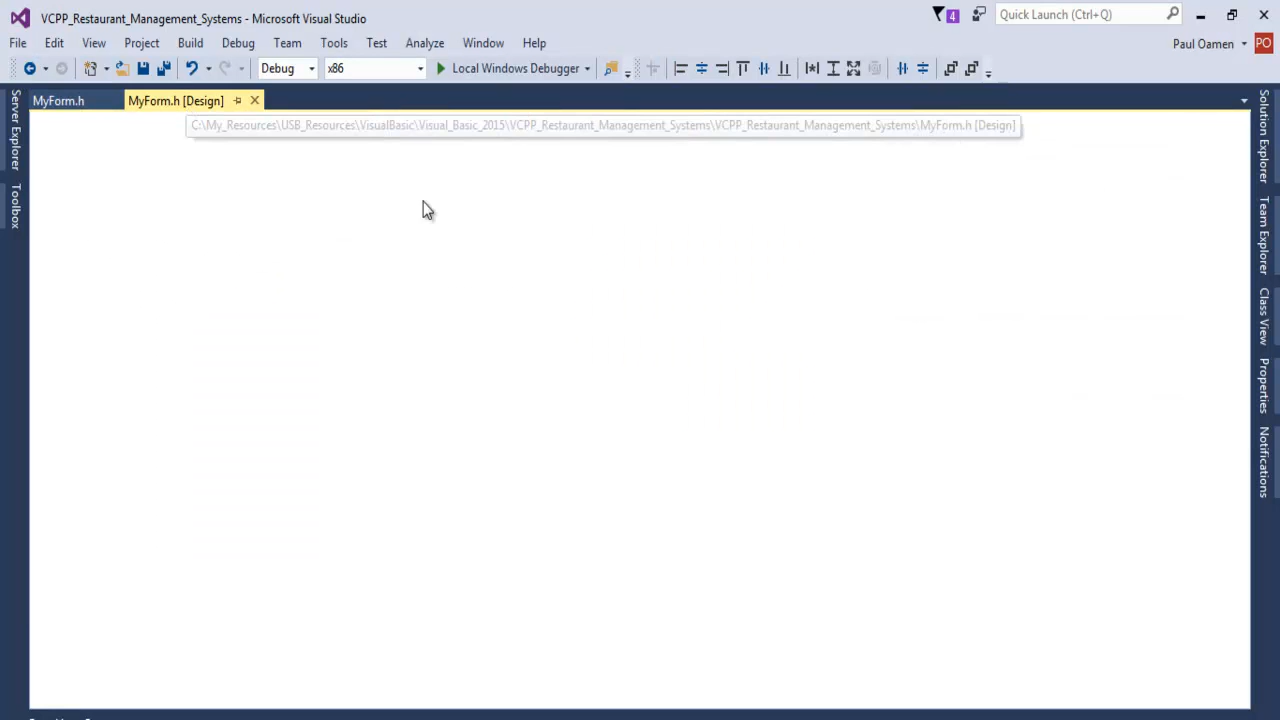 VCPP_Restaurant_Management_Systems - Microsoft Visual Studio
4
Quick Launch (Ctrl+Q)
File Edit View Project Build Debug Team Tools Test Analyze Window Help
Paul Oamen
PO
Debug x86 Local Windows Debugger
MyForm.h
MyForm.h [Design]
C:\My_Resources\USB_Resources\VisualBasic\Visual_Basic_2015\VCPP_Restaurant_Management_Systems\VCPP_Restaurant_Management_Systems\MyForm.h [Design]
Server Explorer
Toolbox
Solution Explorer
Team Explorer
Class View
Properties
Notifications